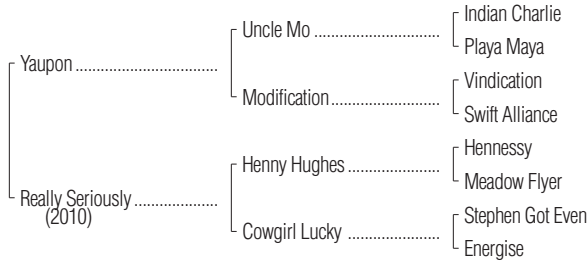 Indian Charlie
Uncle Mo ................................
Playa Maya
Yaupon ....................................
Vindication
Modification............................
Swift Alliance
Hennessy
Henny Hughes .......................
Meadow Flyer
Really Seriously .....................
(2010)
Stephen Got Even
Cowgirl Lucky .......................
Energise